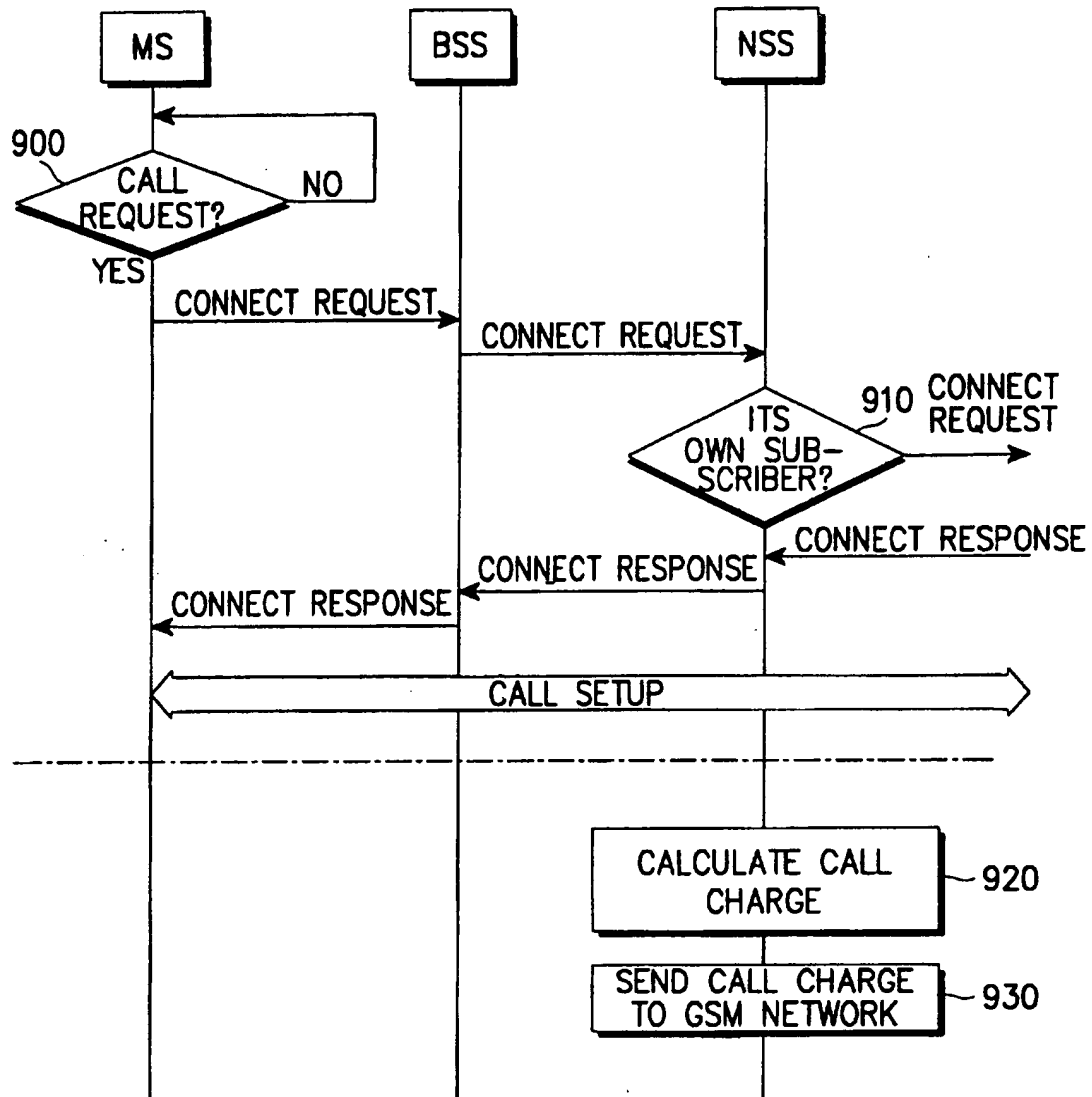 MS
BSS
NSS
900
CALL
REQUEST?
NO
YES
CONNECT REQUEST
CONNECT REQUEST
910
CONNECT
REQUEST
ITS
OWN SUB-
SCRIBER?
CONNECT RESPONSE
CONNECT RESPONSE
CONNECT RESPONSE
CALL SETUP
CALCULATE CALL
CHARGE
920
SEND CALL CHARGE
TO GSM NETWORK
930